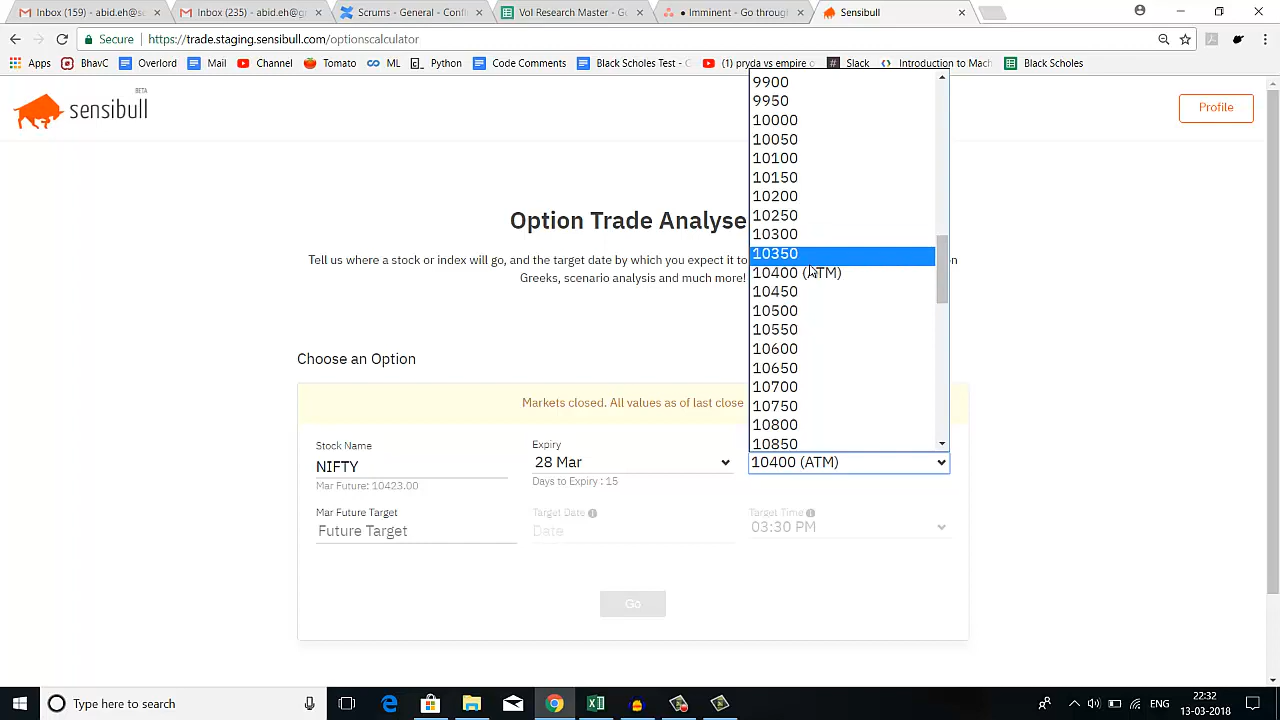 Inbox (159) - abid.eh@s
Inbox (235) - abid.eh@g
Scrums - General - Confl
Vol Research Master - G
Imminent - Go through
Sensibull
Secure
https://trade.staging.sensibull.com/optionscalculator
Apps
BhavC
Overlord
Mail
Channel
Tomato
ML
Python
Code Comments
Black Scholes Test - C
(1) pryda vs empire o
Slack
Introduction to Mach
Black Scholes
BETA
sensibull
Profile
Option Trade Analyse
Tell us where a stock or index will go, and the target date by which you expect it to
on
Greeks, scenario analysis and much more!
9900
9950
10000
10050
10100
10150
10200
10250
10300
10350
10400 (ATM)
10450
10500
10550
10600
10650
10700
10750
10800
10850
Choose an Option
Markets closed. All values as of last close
Stock Name
NIFTY
Mar Future: 10423.00
Expiry
28 Mar
Days to Expiry : 15
10400 (ATM)
Mar Future Target
Future Target
Target Date
Date
Target Time
03:30 PM
Go
Type here to search
ENG
22:32
13-03-2018